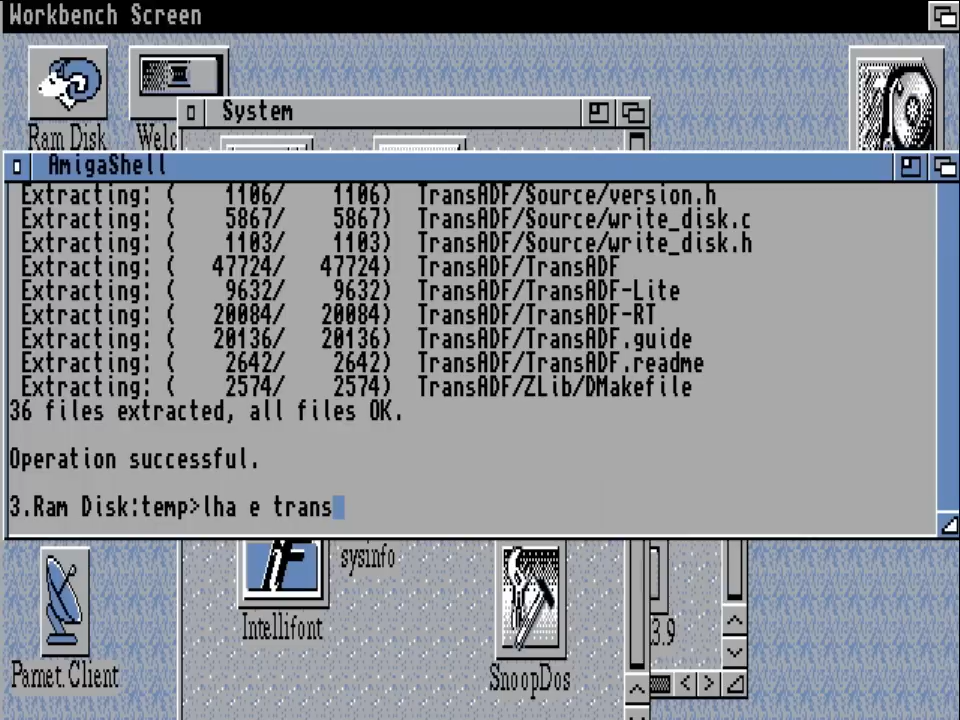 Workbench Screen
Ram Disk
Welc
System
AmigaShell
Extracting: (    1106/    1106)  TransADF/Source/version.h
Extracting: (    5867/    5867)  TransADF/Source/write_disk.c
Extracting: (    1103/    1103)  TransADF/Source/write_disk.h
Extracting: (   47724/   47724)  TransADF/TransADF
Extracting: (    9632/    9632)  TransADF/TransADF-Lite
Extracting: (   20084/   20084)  TransADF/TransADF-RT
Extracting: (   20136/   20136)  TransADF/TransADF.guide
Extracting: (    2642/    2642)  TransADF/TransADF.readme
Extracting: (    2574/    2574)  TransADF/ZLib/DMakefile
36 files extracted, all files OK.
Operation successful.
3.Ram Disk:temp>lha e trans
sysinfo
Intellifont
3.9
Pamet.Client
SnoopDos